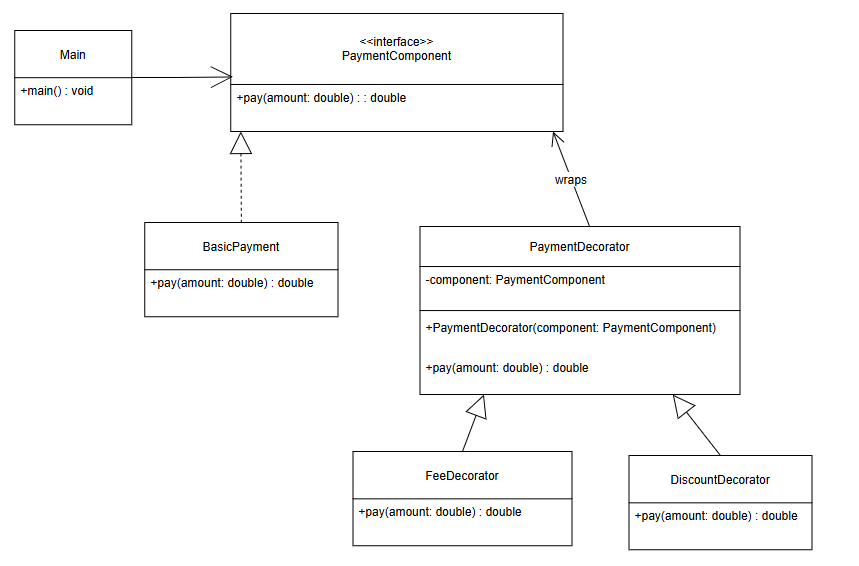 Main
+main() : void
<<interface>>
PaymentComponent
+pay(amount: double) : : double
wraps
BasicPayment
+pay(amount: double) : double
PaymentDecorator
-component: PaymentComponent
+PaymentDecorator(component: PaymentComponent)
+pay(amount: double) : double
FeeDecorator
+pay(amount: double) : double
DiscountDecorator
+pay(amount: double) : double